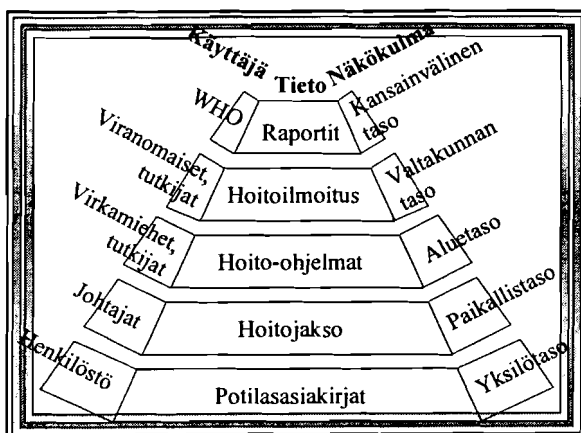 Käyttäjä Tieto Näkökulma
WHO
Raportit
Kansainvälinen
taso
Viranomaiset,
tutkijat
Hoitoilmoitus
Valtakunnan
taso
Virkamiehet,
tutkijat
Hoito-ohjelmat
Aluetaso
Johtajat
Hoitojakso
Paikallistaso
Henkilöstö
Potilasasiakirjat
Yksilötaso